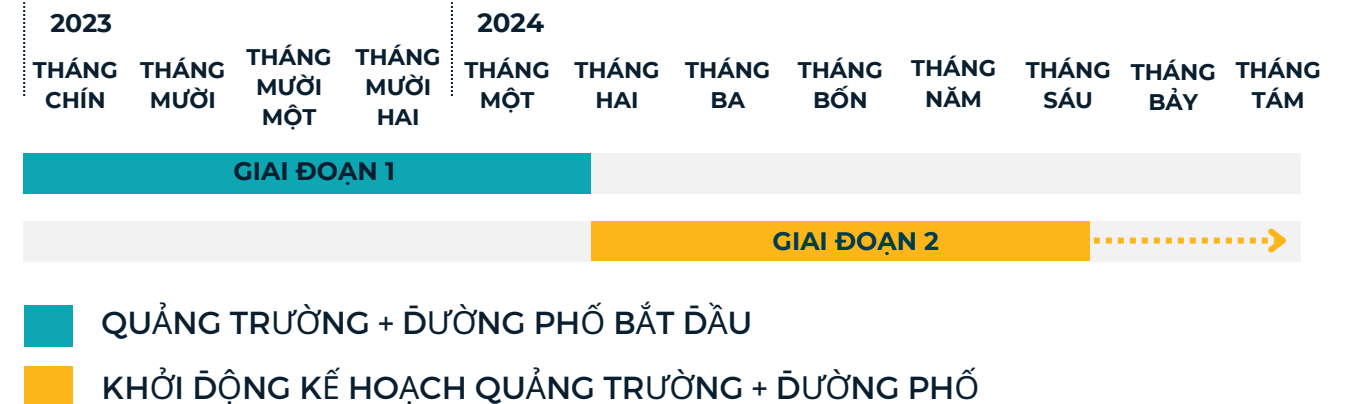 2023 2024
THÁNG CHÍN
THÁNG MƯỜI
THÁNG MƯỜI MỘT
THÁNG MƯỜI HAI
THÁNG MỘT
THÁNG HAI
THÁNG BA
THÁNG BỐN
THÁNG NĂM
THÁNG SÁU
THÁNG BẢY
THÁNG TÁM
GIAI ĐOẠN 1
GIAI ĐOẠN 2
QUẢNG TRƯỜNG + ĐƯỜNG PHỐ BẮT ĐẦU
KHỞI ĐỘNG KẾ HOẠCH QUẢNG TRƯỜNG + ĐƯỜNG PHỐ